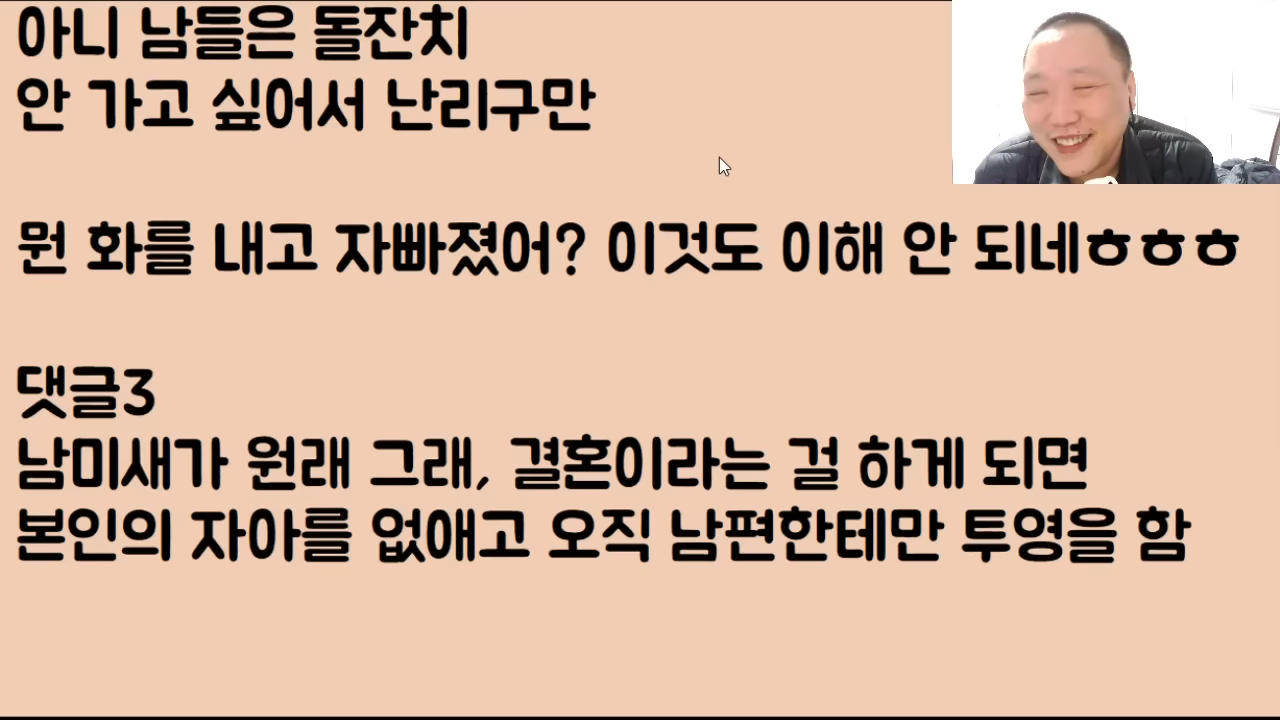 아니 남들은 돌잔치
안 가고 싶어서 난리구만
뭔 화를 내고 자빠졌어? 이것도 이해 안 되네ㅎㅎㅎ
댓글3
남미새가 원래 그래, 결혼이라는 걸 하게 되면
본인의 자아를 없애고 오직 남편한테만 투영을 함